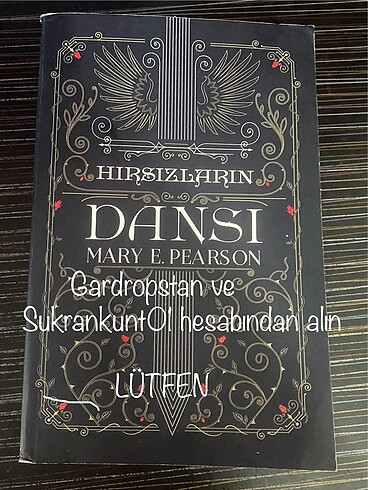 HIRSIZLARIN
DANSI
MARY E. PEARSON
Gardropstan ve
Sukrankunt01 hesabından alın
LÜTFEN